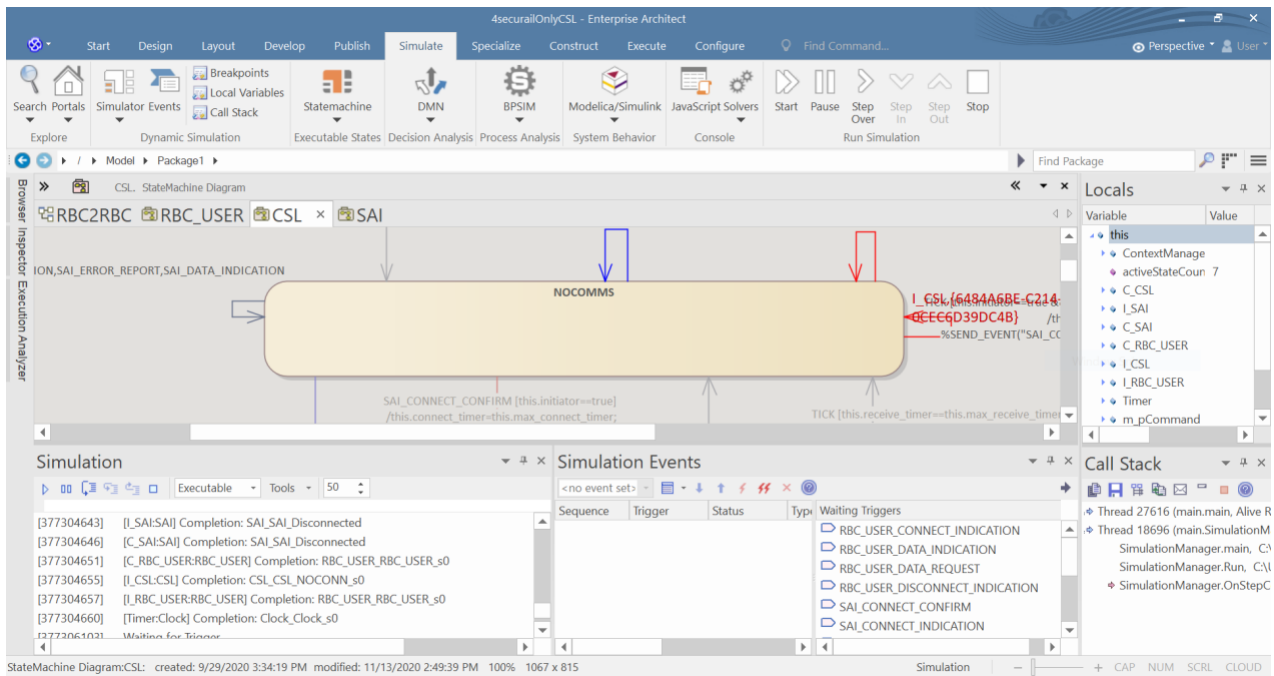 4securailOnlyCSL - Enterprise Architect
Start Design Layout Develop Publish Simulate Specialize Construct Execute Configure Find Command... Perspective User
Breakpoints
Local Variables
Call Stack
Search Portals Simulator Events Statemachine DMN BPSIM Modelica/Simulink JavaScript Solvers Start Pause Step Over Step In Step Out Stop
Explore Dynamic Simulation Executable States Decision Analysis Process Analysis System Behavior Console Run Simulation
/ Model Package1 Find Package
Browser Inspector Execution Analyzer
CSL. StateMachine Diagram
RBC2RBC RBC_USER CSL × SAI
ION,SAI_ERROR_REPORT,SAI_DATA_INDICATION
NOCOMMS
I_CSL.{6484A6BE-C214-
0CEC6D39DC4B} /th
%SEND_EVENT("SAI_CO
SAI_CONNECT_CONFIRM [this.initiator==true]
/this.connect_timer=this.max_connect_timer;
TICK [this.receive_timer==this.max_receive_timer
Locals
Variable Value
this
ContextManage
activeStateCoun 7
C_CSL
I_SAI
C_SAI
C_RBC_USER
I_CSL
I_RBC_USER
Timer
m_pCommand
Simulation
Executable Tools 50
[377304643] [I_SAI:SAI] Completion: SAI_SAI_Disconnected
[377304646] [C_SAI:SAI] Completion: SAI_SAI_Disconnected
[377304651] [C_RBC_USER:RBC_USER] Completion: RBC_USER_RBC_USER_s0
[377304655] [I_CSL:CSL] Completion: CSL_CSL_NOCONN_s0
[377304657] [I_RBC_USER:RBC_USER] Completion: RBC_USER_RBC_USER_s0
[377304660] [Timer:Clock] Completion: Clock_Clock_s0
[377306103] Waiting for Trigger
Simulation Events
<no event set>
Sequence Trigger Status Type Waiting Triggers
RBC_USER_CONNECT_INDICATION
RBC_USER_DATA_INDICATION
RBC_USER_DATA_REQUEST
RBC_USER_DISCONNECT_INDICATION
SAI_CONNECT_CONFIRM
SAI_CONNECT_INDICATION
Call Stack
Thread 27616 (main.main, Alive R
Thread 18696 (main.SimulationM
SimulationManager.main, C:\
SimulationManager.Run, C:\U
SimulationManager.OnStepC
StateMachine Diagram:CSL: created: 9/29/2020 3:34:19 PM modified: 11/13/2020 2:49:39 PM 100% 1067 x 815 Simulation CAP NUM SCRL CLOUD